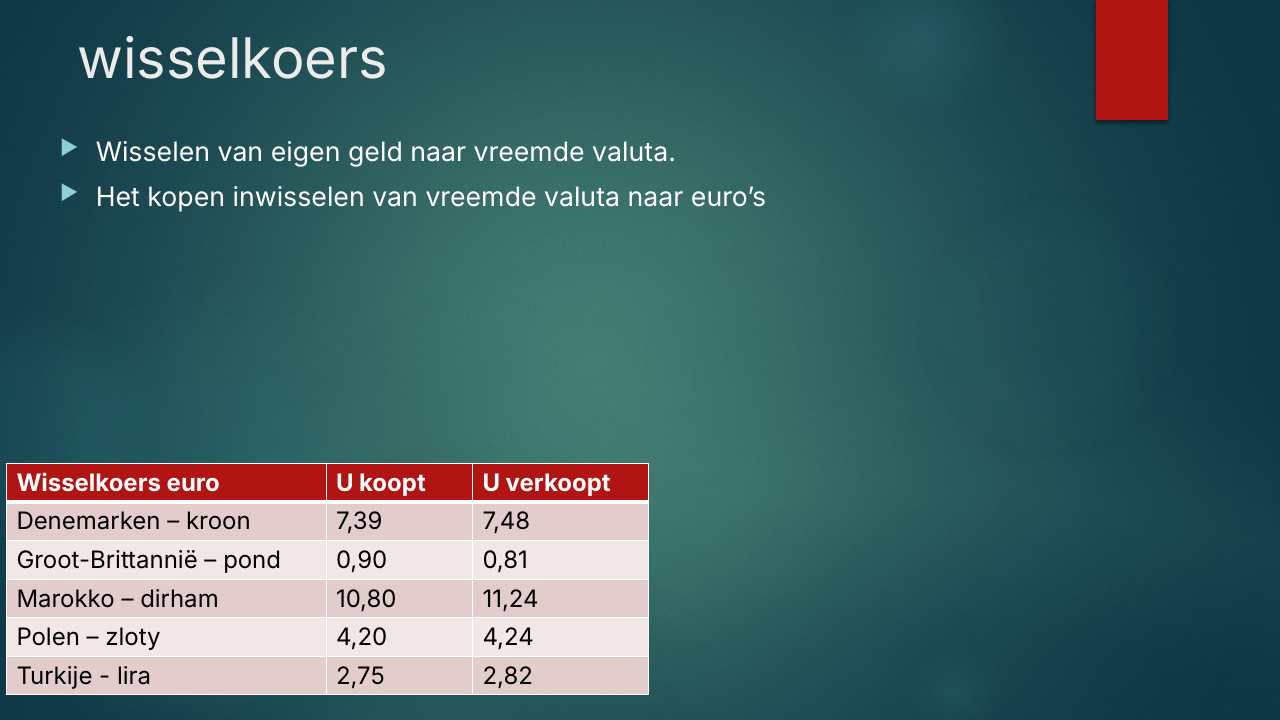 wisselkoers
Wisselen van eigen geld naar vreemde valuta.
Het kopen inwisselen van vreemde valuta naar euro’s
Wisselkoers euro U koopt U verkoopt
Denemarken – kroon 7,39 7,48
Groot-Brittannië – pond 0,90 0,81
Marokko – dirham 10,80 11,24
Polen – zloty 4,20 4,24
Turkije - lira 2,75 2,82